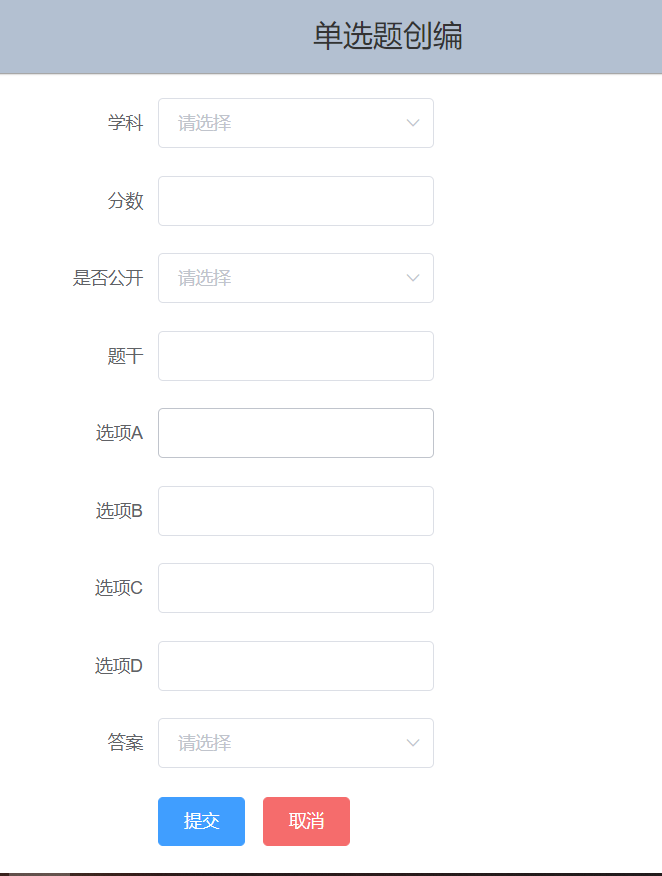 单选题创编
学科 请选择
分数
是否公开 请选择
题干
选项A
选项B
选项C
选项D
答案 请选择
提交 取消